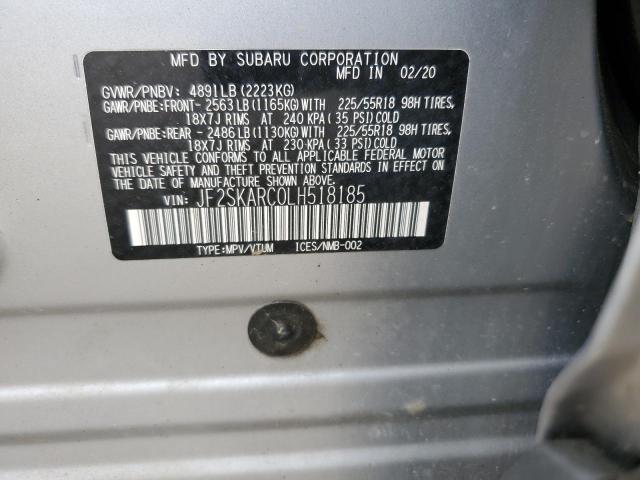 MFD BY SUBARU CORPORATION
MFD IN 02/20
GVWR/PNBV: 4891LB(2223KG)
GAWR/PNBE:FRONT- 2563LB(1165KG)WITH 225/55R18 98H TIRES,
18X7J RIMS AT 240 KPA( 35 PSI)COLD
GAWR/PNBE:REAR - 2486LB(1130KG)WITH 225/55R18 98H TIRES,
18X7J RIMS AT 230 KPA( 33 PSI)COLD
THIS VEHICLE CONFORMS TO ALL APPLICABLE FEDERAL MOTOR
VEHICLE SAFETY AND THEFT PREVENTION STANDARDS IN EFFECT ON
THE DATE OF MANUFACTURE SHOWN ABOVE.
VIN: JF2SKARC0LH518185
TYPE:MPV/VTUM ICES/NMB-002